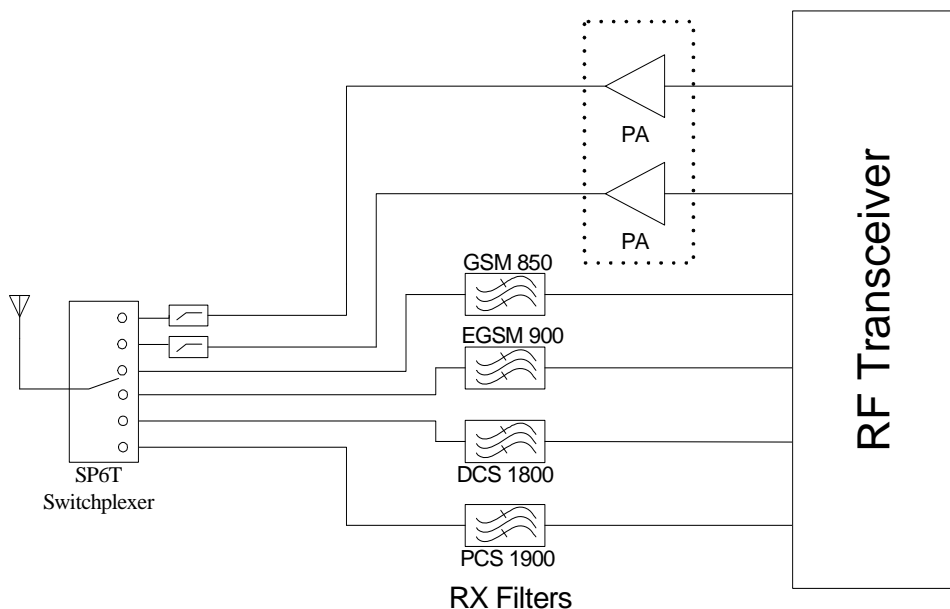 PA
PA
GSM 850
EGSM 900
DCS 1800
PCS 1900
RX Filters
SP6T
Switchplexer
RF Transceiver